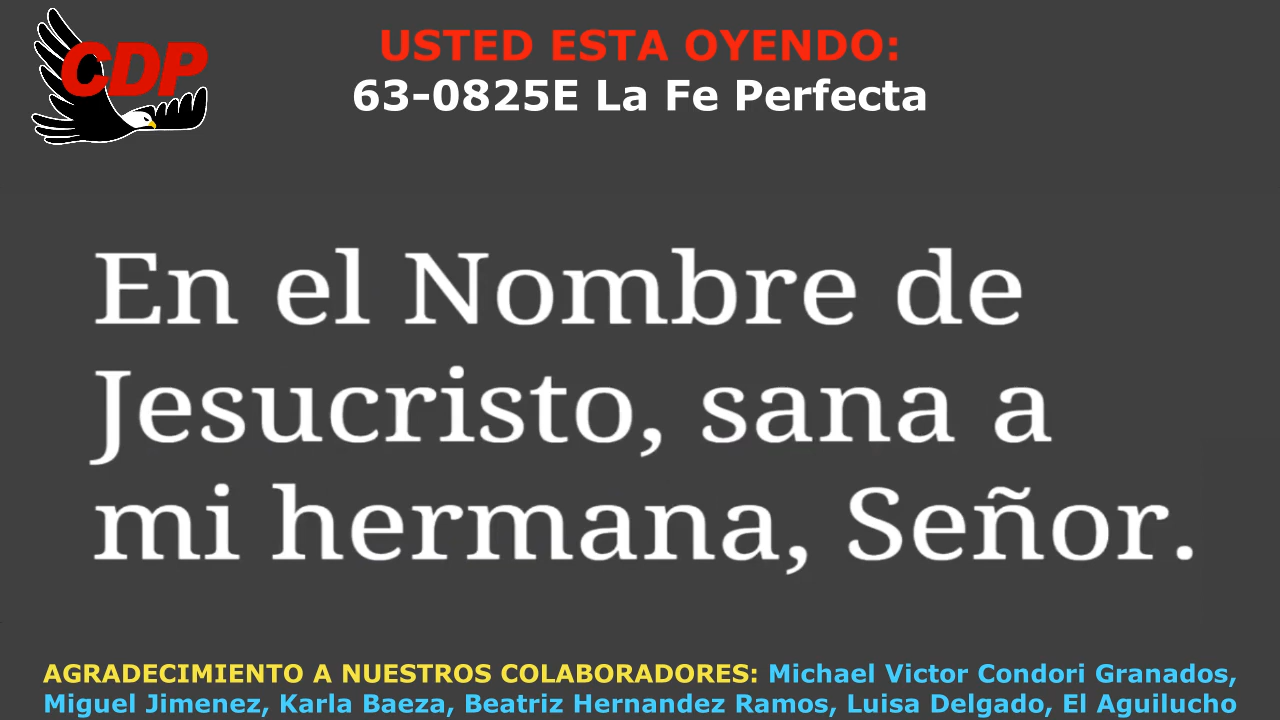 CDP
USTED ESTA OYENDO:
63-0825E La Fe Perfecta
En el Nombre de
Jesucristo, sana a
mi hermana, Señor.
AGRADECIMIENTO A NUESTROS COLABORADORES: Michael Victor Condori Granados,
Miguel Jimenez, Karla Baeza, Beatriz Hernandez Ramos, Luisa Delgado, El Aguilucho